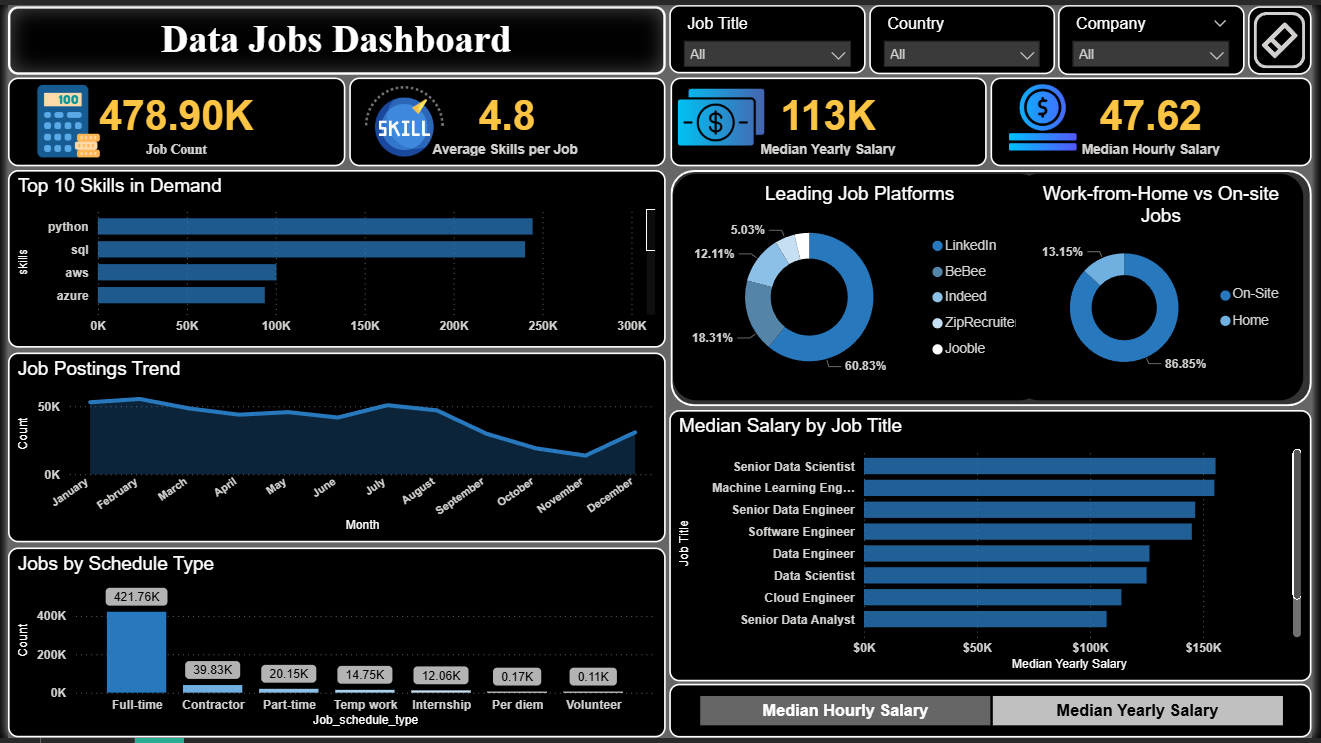 Data Jobs Dashboard
Job Title
All
Country
All
Company
All
100
478.90K
Job Count
SKILL
4.8
Average Skills per Job
$
113K
Median Yearly Salary
$
47.62
Median Hourly Salary
Top 10 Skills in Demand
skills
python
sql
aws
azure
0K 50K 100K 150K 200K 250K 300K
Leading Job Platforms
5.03%
12.11%
18.31%
60.83%
LinkedIn
BeBee
Indeed
ZipRecruiter
Jooble
Work-from-Home vs On-site
Jobs
13.15%
86.85%
On-Site
Home
Job Postings Trend
Count
50K
0K
January February March April May June July August September October November December
Month
Median Salary by Job Title
Job Title
Senior Data Scientist
Machine Learning Eng...
Senior Data Engineer
Software Engineer
Data Engineer
Data Scientist
Cloud Engineer
Senior Data Analyst
$0K $50K $100K $150K
Median Yearly Salary
Jobs by Schedule Type
Count
400K
200K
0K
421.76K 39.83K 20.15K 14.75K 12.06K 0.17K 0.11K
Full-time Contractor Part-time Temp work Internship Per diem Volunteer
Job_schedule_type
Median Hourly Salary Median Yearly Salary